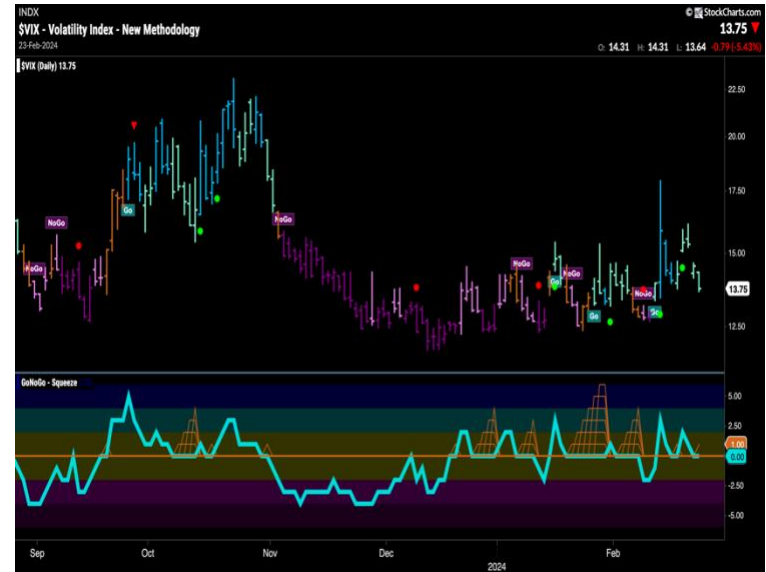 INDX
© StockCharts.com
$VIX - Volatility Index - New Methodology
13.75
23-Feb-2024
O: 14.31 H: 14.31 L: 13.64 -0.79 (-5.43%)
$VIX (Daily) 13.75
22.50
20.00
17.50
15.00
13.75
12.50
NoGo
NoGo
Go
NoGo
NoGo
Go
NoGo
Go
NoGo
Go
GoNoGo - Squeeze
5.00
2.50
1.00
0.00
-2.50
-5.00
Sep
Oct
Nov
Dec
2024
Feb